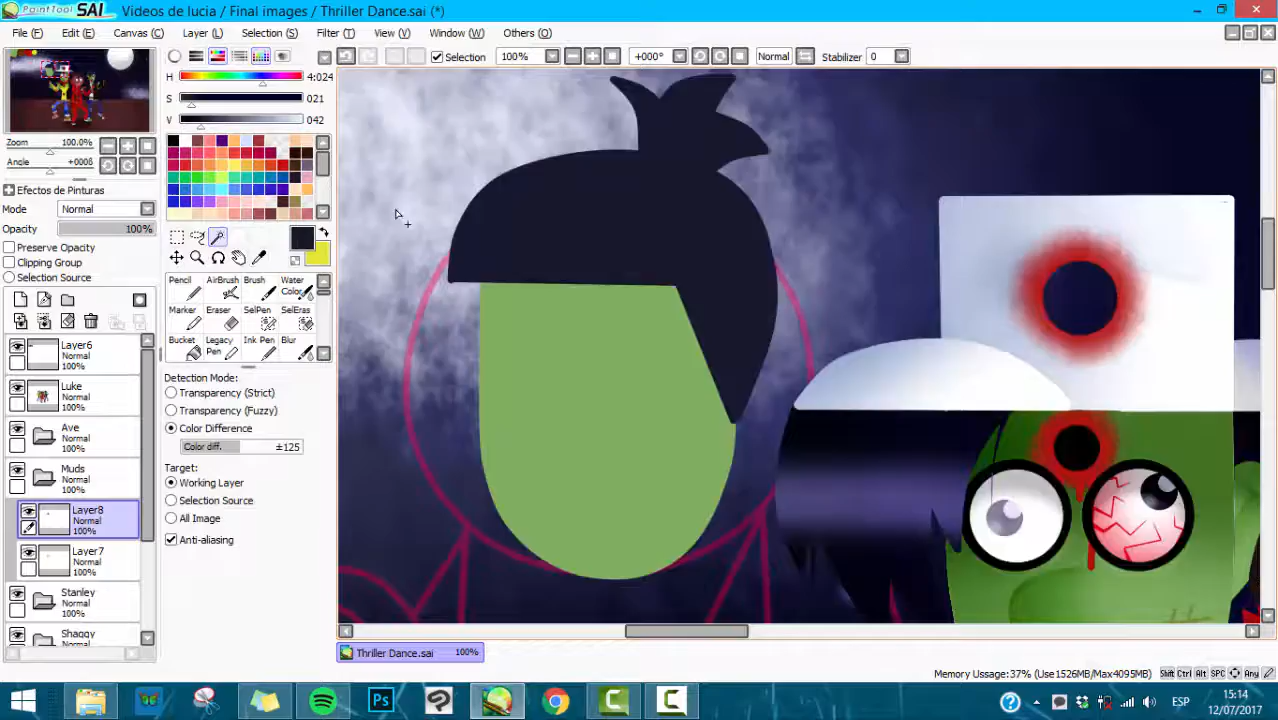 PaintTool SAI Videos de lucia / Final images / Thriller Dance.sai (*)
File (F) Edit (E) Canvas (C) Layer (L) Selection (S) Filter (T) View (V) Window (W) Others (O)
Selection 100% +000° Normal Stabilizer 0
H 4:024
S 021
V 042
Zoom 100.0%
Angle +000ß
Efectos de Pinturas
Mode Normal
Opacity 100%
Preserve Opacity
Clipping Group
Selection Source
Pencil AirBrush Brush Water Color
Marker Eraser SelPen SelEras
Bucket Legacy Pen Ink Pen Blur
Layer6
Normal
100%
Luke
Normal
100%
Ave
Normal
100%
Muds
Normal
100%
Layer8
Normal
100%
Layer7
Normal
100%
Stanley
Normal
100%
Shaggy
Normal
Detection Mode:
Transparency (Strict)
Transparency (Fuzzy)
Color Difference
Color diff. ±125
Target:
Working Layer
Selection Source
All Image
Anti-aliasing
Thriller Dance.sai 100%
Memory Usage:37% (Use1526MB/Max4095MB) Shift Ctrl Alt SPC Any
Ps ESP 15:14
12/07/2017